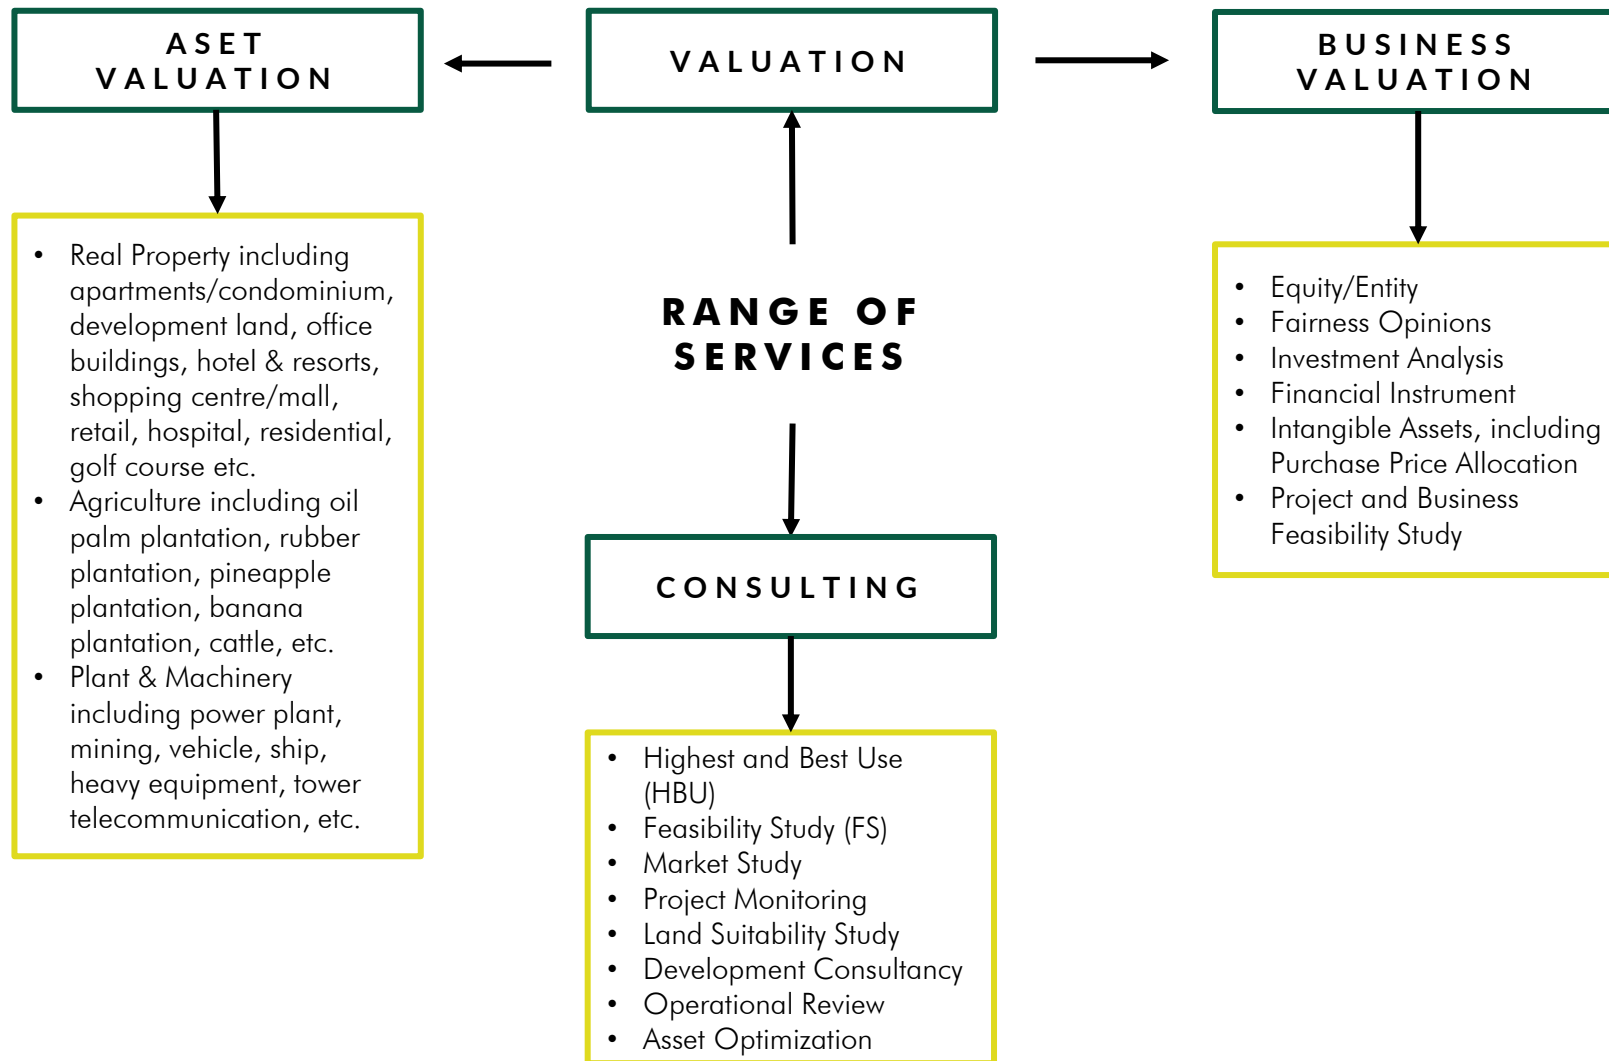 ASET
VALUATION
VALUATION
BUSINESS
VALUATION
• Real Property including
apartments/condominium,
development land, office
buildings, hotel & resorts,
shopping centre/mall,
retail, hospital, residential,
golf course etc.
• Agriculture including oil
palm plantation, rubber
plantation, pineapple
plantation, banana
plantation, cattle, etc.
• Plant & Machinery
including power plant,
mining, vehicle, ship,
heavy equipment, tower
telecommunication, etc.
RANGE OF
SERVICES
• Equity/Entity
• Fairness Opinions
• Investment Analysis
• Financial Instrument
• Intangible Assets, including
Purchase Price Allocation
• Project and Business
Feasibility Study
CONSULTING
• Highest and Best Use
(HBU)
• Feasibility Study (FS)
• Market Study
• Project Monitoring
• Land Suitability Study
• Development Consultancy
• Operational Review
• Asset Optimization